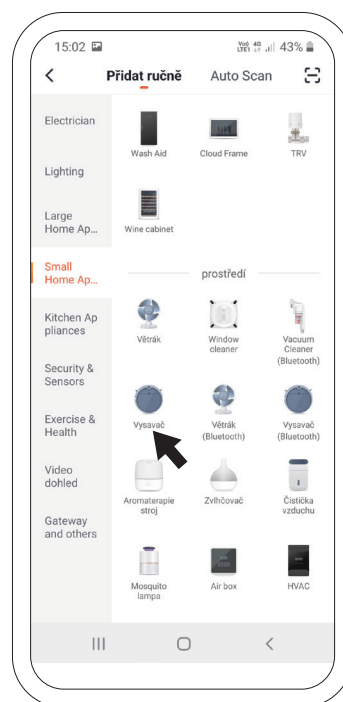 15:02 43%
Přidat ručně Auto Scan
Electrician
Lighting
Large
Home Ap...
Small
Home Ap...
Kitchen Ap
pliances
Security &
Sensors
Exercise &
Health
Video
dohled
Gateway
and others
Wash Aid Cloud Frame TRV
Wine cabinet
prostředí
Větrák
Window
cleaner
Vacuum
Cleaner
(Bluetooth)
Vysavač
Větrák
(Bluetooth)
Vysavač
(Bluetooth)
Aromaterapie
stroj
Zvlhčovač
Čistička
vzduchu
Mosquito
lampa
Air box
HVAC